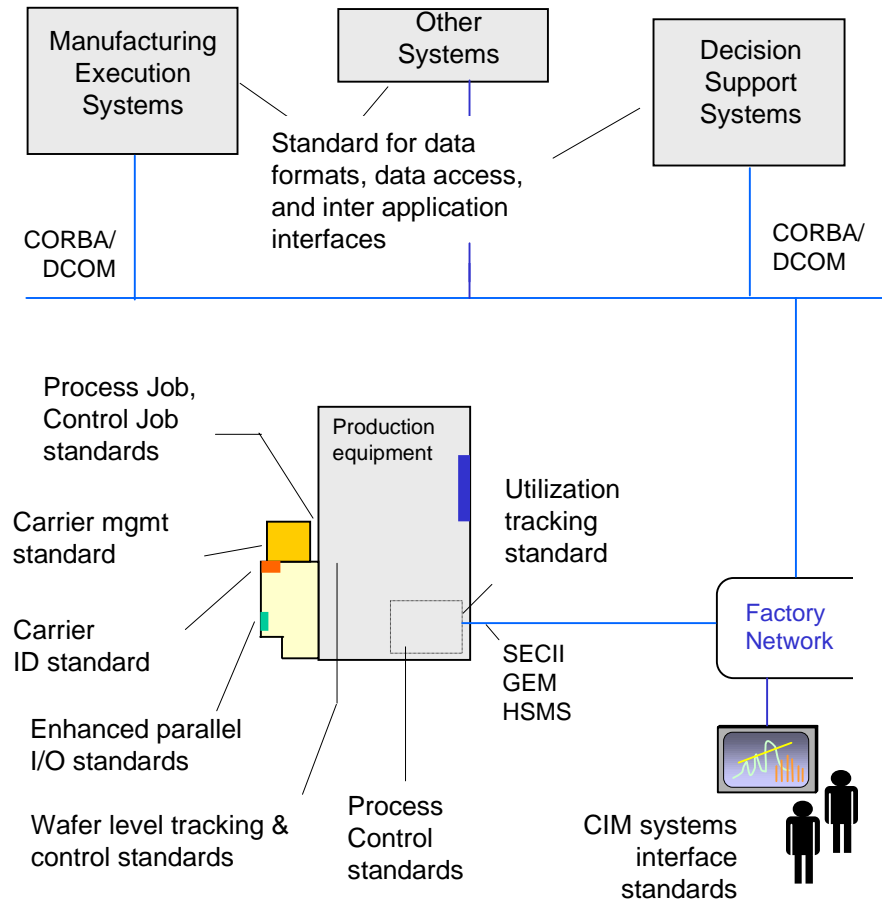 Manufacturing
Execution
Systems
Other
Systems
Decision
Support
Systems
Standard for data
formats, data access,
and inter application
interfaces
CORBA/
DCOM
CORBA/
DCOM
Process Job,
Control Job
standards
Production
equipment
Utilization
tracking
standard
Carrier mgmt
standard
Carrier
ID standard
Factory
Network
SECII
GEM
HSMS
Enhanced parallel
I/O standards
Wafer level tracking &
control standards
Process
Control
standards
CIM systems
interface
standards